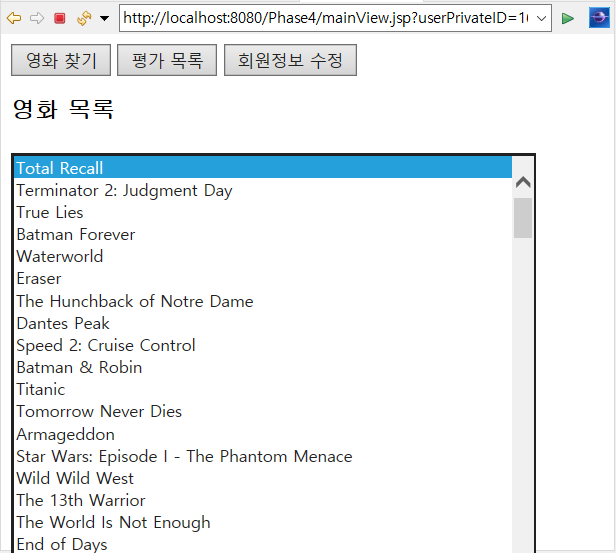 http://localhost:8080/Phase4/mainView.jsp?userPrivateID=16
영화 찾기 평가 목록 회원정보 수정
영화 목록
Total Recall
Terminator 2: Judgment Day
True Lies
Batman Forever
Waterworld
Eraser
The Hunchback of Notre Dame
Dantes Peak
Speed 2: Cruise Control
Batman & Robin
Titanic
Tomorrow Never Dies
Armageddon
Star Wars: Episode I - The Phantom Menace
Wild Wild West
The 13th Warrior
The World Is Not Enough
End of Days